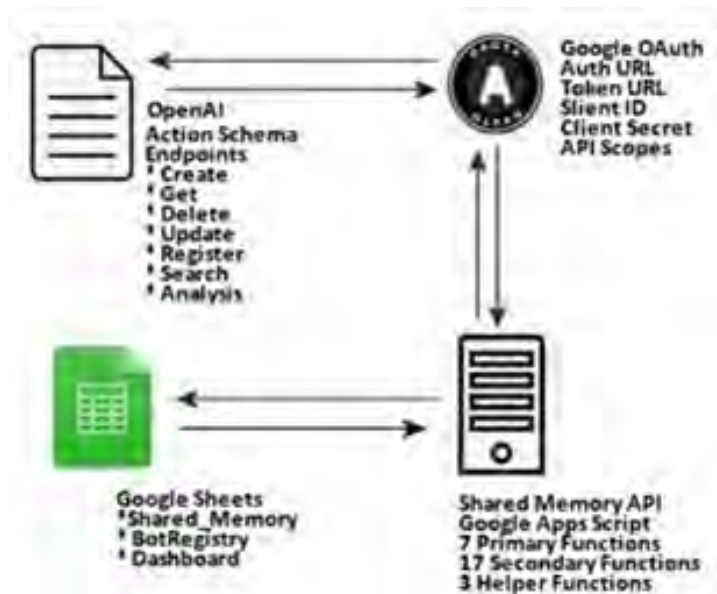 OpenAI
Action Schema
Endpoints
* Create
* Get
* Delete
* Update
* Register
* Search
* Analysis
A
Google OAuth
Auth URL
Token URL
Slient ID
Client Secret
API Scopes
Google Sheets
*Shared_Memory
* BotRegistry
* Dashboard
Shared Memory API
Google Apps Script
7 Primary Functions
17 Secondary Functions
3 Helper Functions